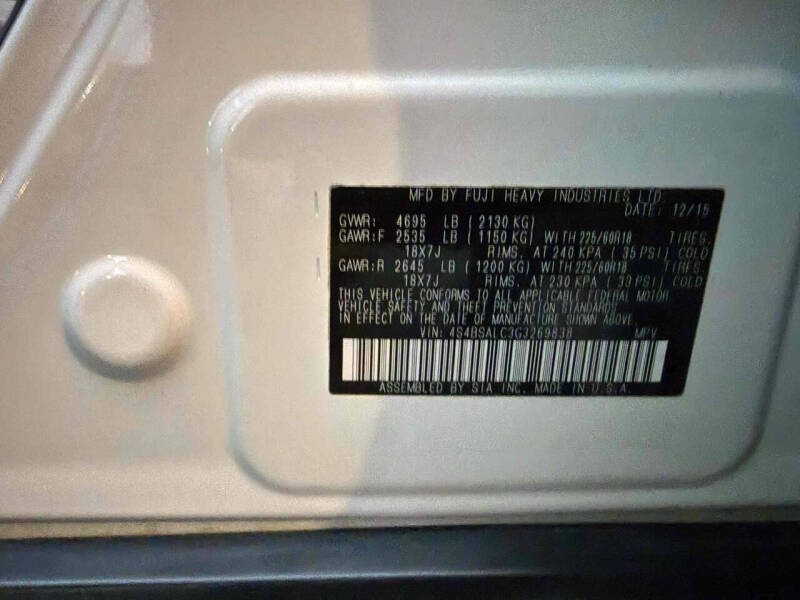 MFD BY FUJI HEAVY INDUSTRIES LTD.
DATE: 12/15
GVWR: 4695 LB ( 2130 KG)
GAWR:F 2535 LB ( 1150 KG) WITH 225/60R18 TIRES.
18X7J RIMS. AT 240 KPA ( 35 PSI) COLD
GAWR:R 2645 LB ( 1200 KG) WITH 225/60R18 TIRES.
18X7J RIMS. AT 230 KPA ( 33 PSI) COLD
THIS VEHICLE CONFORMS TO ALL APPLICABLE FEDERAL MOTOR
VEHICLE SAFETY AND THEFT PREVENTION STANDARDS
IN EFFECT ON THE DATE OF MANUFACTURE SHOWN ABOVE.
VIN: 4S4BSALC3G3269838 MPV
ASSEMBLED BY SIA INC. MADE IN U.S.A.